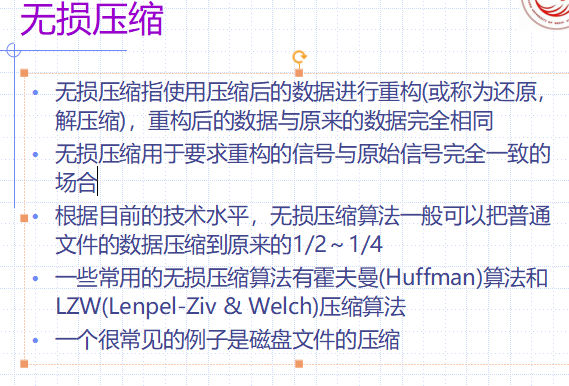 无损压缩
无损压缩指使用压缩后的数据进行重构(或称为还原，
解压缩)，重构后的数据与原来的数据完全相同
无损压缩用于要求重构的信号与原始信号完全一致的
场合
根据目前的技术水平，无损压缩算法一般可以把普通
文件的数据压缩到原来的1/2～1/4
一些常用的无损压缩算法有霍夫曼(Huffman)算法和
LZW(Lenpel-Ziv & Welch)压缩算法
一个很常见的例子是磁盘文件的压缩